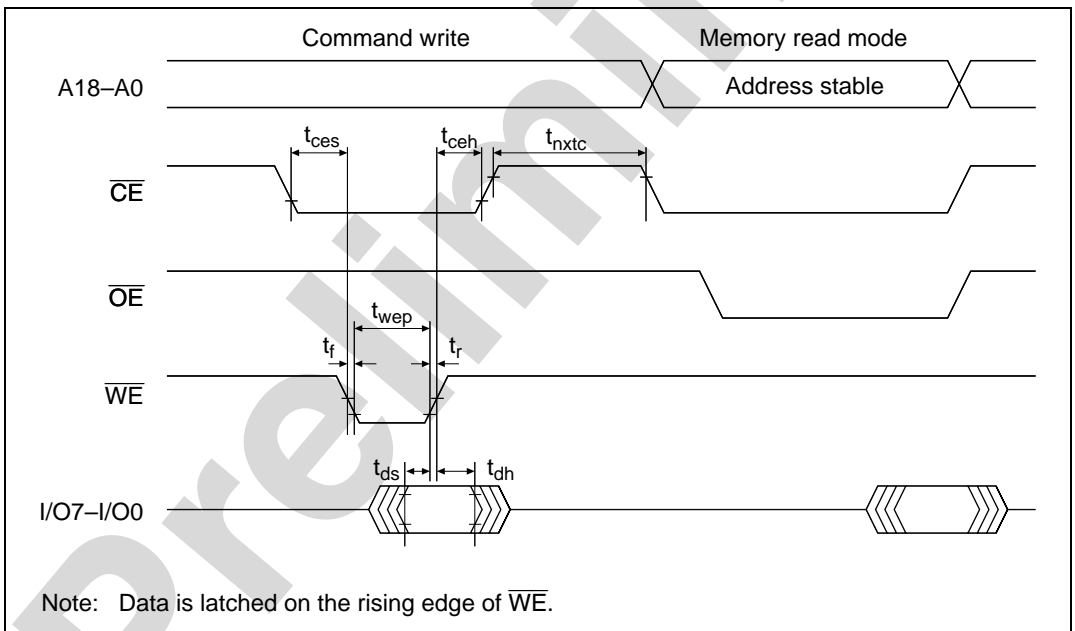 Command write Memory read mode
A18–A0 Address stable
tces tceh tnxtc
CE
OE
twep
tf tr
WE
tds tdh
I/O7–I/O0
Note: Data is latched on the rising edge of WE.
Prelimi